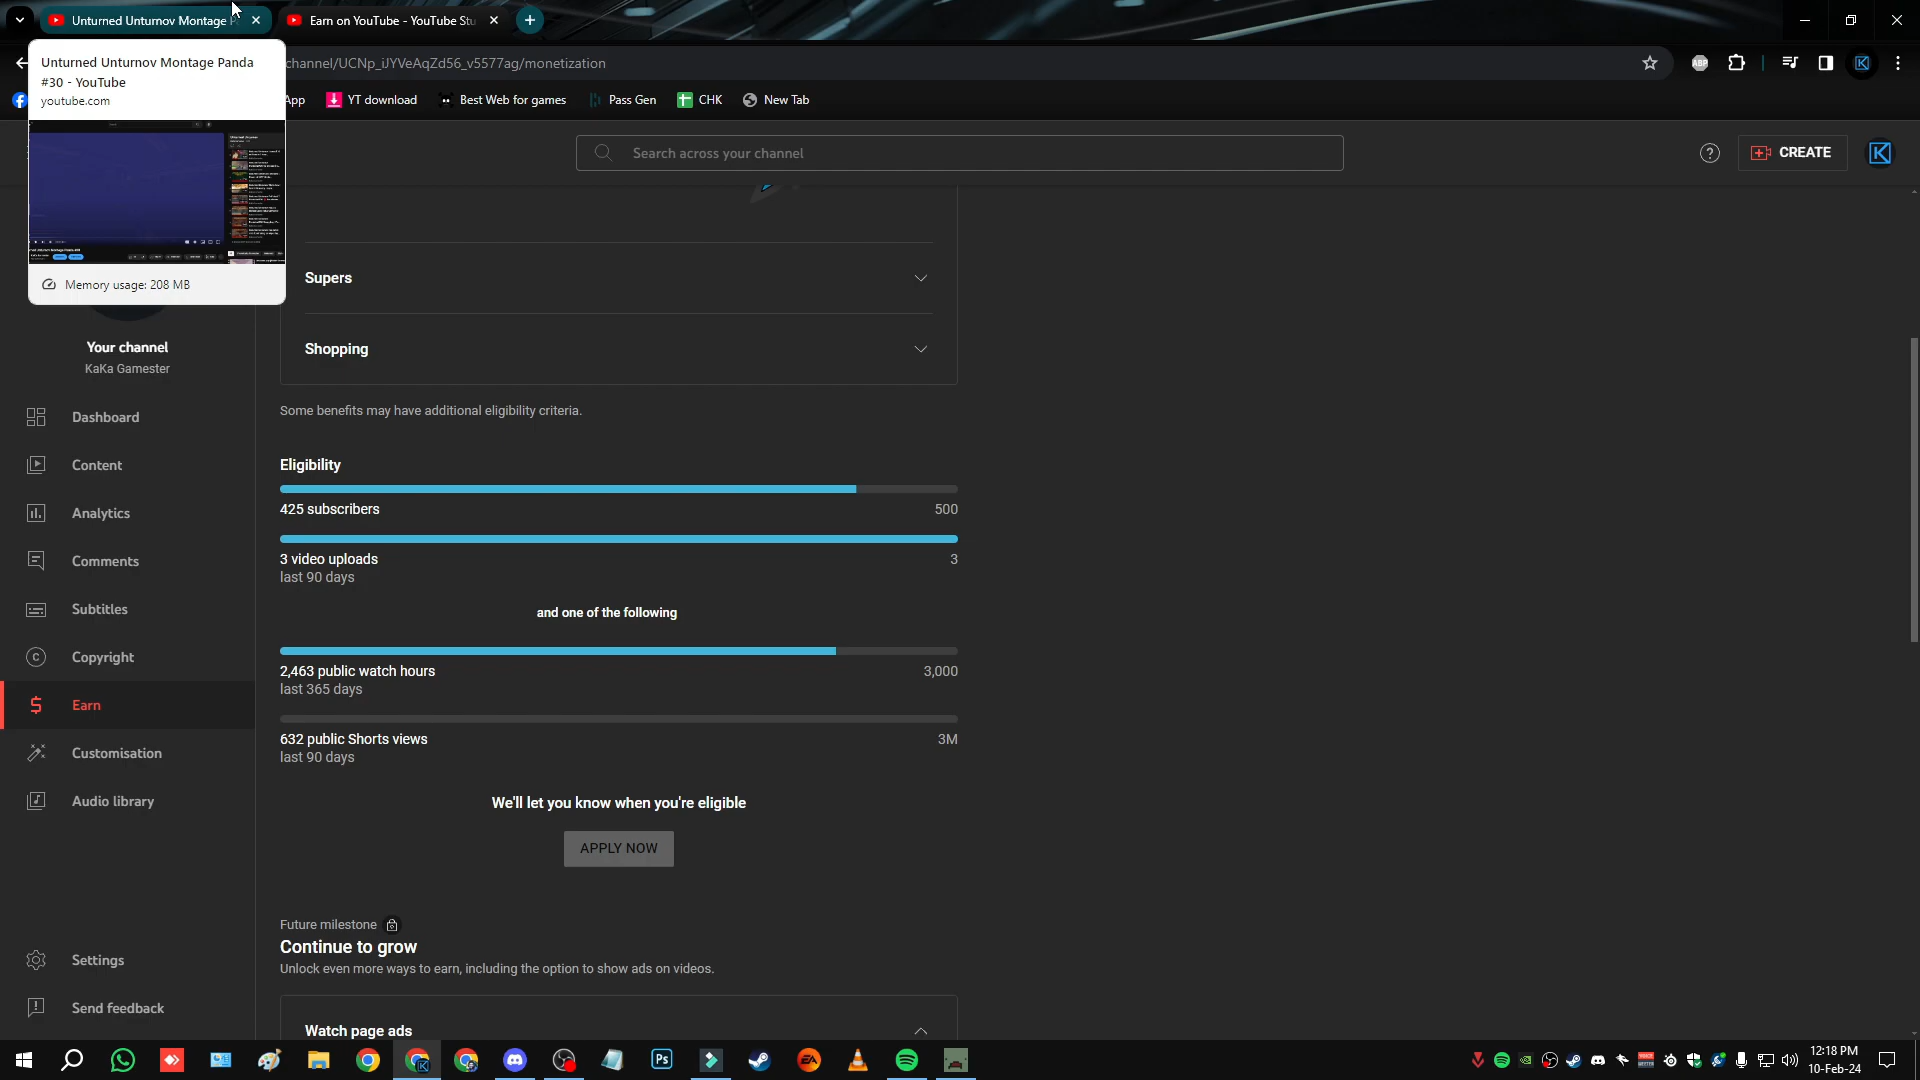 Unturned Unturnov Montage P
Earn on YouTube - YouTube Stu
Unturned Unturnov Montage Panda
#30 - YouTube
youtube.com
Memory usage: 208 MB
channel/UCNp_iJYVeAqZd56_v5577ag/monetization
ABP
App
YT download
Best Web for games
Pass Gen
CHK
New Tab
Search across your channel
CREATE
Your channel
KaKa Gamester
Dashboard
Content
Analytics
Comments
Subtitles
Copyright
Earn
Customisation
Audio library
Settings
Send feedback
Supers
Shopping
Some benefits may have additional eligibility criteria.
Eligibility
425 subscribers 500
3 video uploads 3
last 90 days
and one of the following
2,463 public watch hours 3,000
last 365 days
632 public Shorts views 3M
last 90 days
We'll let you know when you're eligible
APPLY NOW
Future milestone
Continue to grow
Unlock even more ways to earn, including the option to show ads on videos.
Watch page ads
Ps
EA
12:18 PM
10-Feb-24